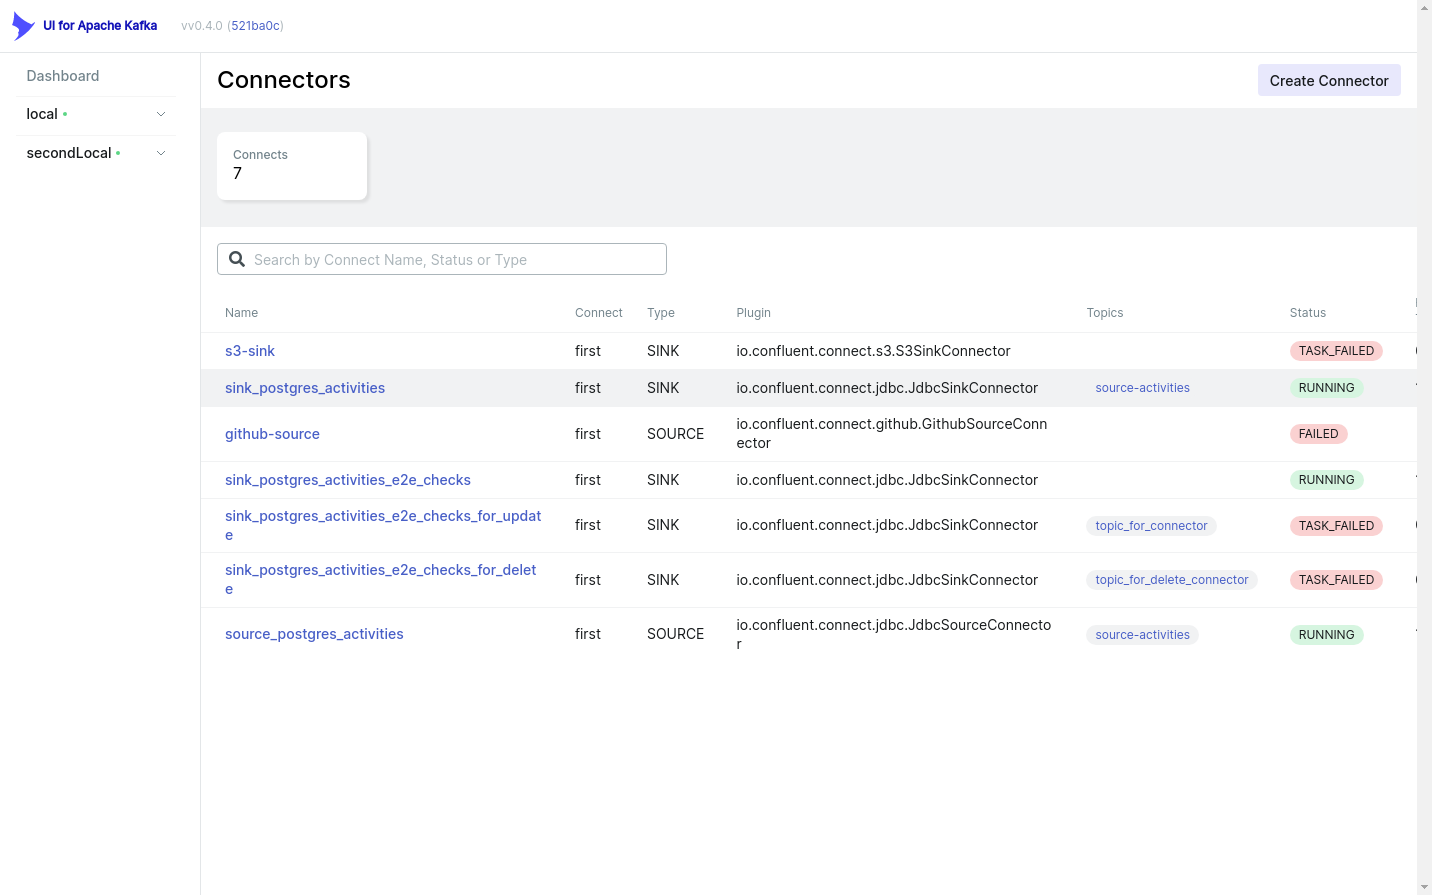 UI for Apache Kafka vv0.4.0 (521ba0c)
Dashboard
local
secondLocal
Connectors
Create Connector
Connects
7
Search by Connect Name, Status or Type
Name Connect Type Plugin Topics Status
s3-sink first SINK io.confluent.connect.s3.S3SinkConnector TASK_FAILED
sink_postgres_activities first SINK io.confluent.connect.jdbc.JdbcSinkConnector source-activities RUNNING
github-source first SOURCE io.confluent.connect.github.GithubSourceConn
ector FAILED
sink_postgres_activities_e2e_checks first SINK io.confluent.connect.jdbc.JdbcSinkConnector RUNNING
sink_postgres_activities_e2e_checks_for_updat
e first SINK io.confluent.connect.jdbc.JdbcSinkConnector topic_for_connector TASK_FAILED
sink_postgres_activities_e2e_checks_for_delet
e first SINK io.confluent.connect.jdbc.JdbcSinkConnector topic_for_delete_connector TASK_FAILED
source_postgres_activities first SOURCE io.confluent.connect.jdbc.JdbcSourceConnecto
r source-activities RUNNING